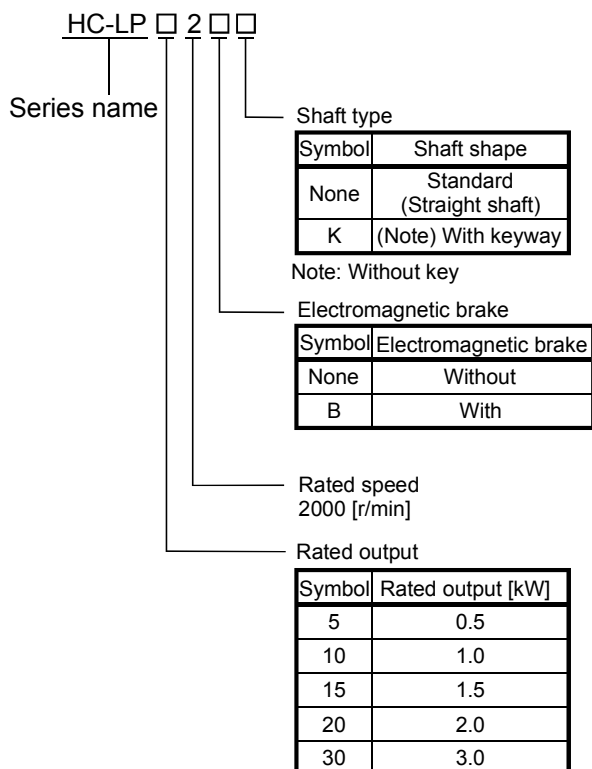 HC-LP □ 2 □ □
Series name
Shaft type
Symbol Shaft shape
None Standard
(Straight shaft)
K (Note) With keyway
Note: Without key
Electromagnetic brake
Symbol Electromagnetic brake
None Without
B With
Rated speed
2000 [r/min]
Rated output
Symbol Rated output [kW]
5 0.5
10 1.0
15 1.5
20 2.0
30 3.0